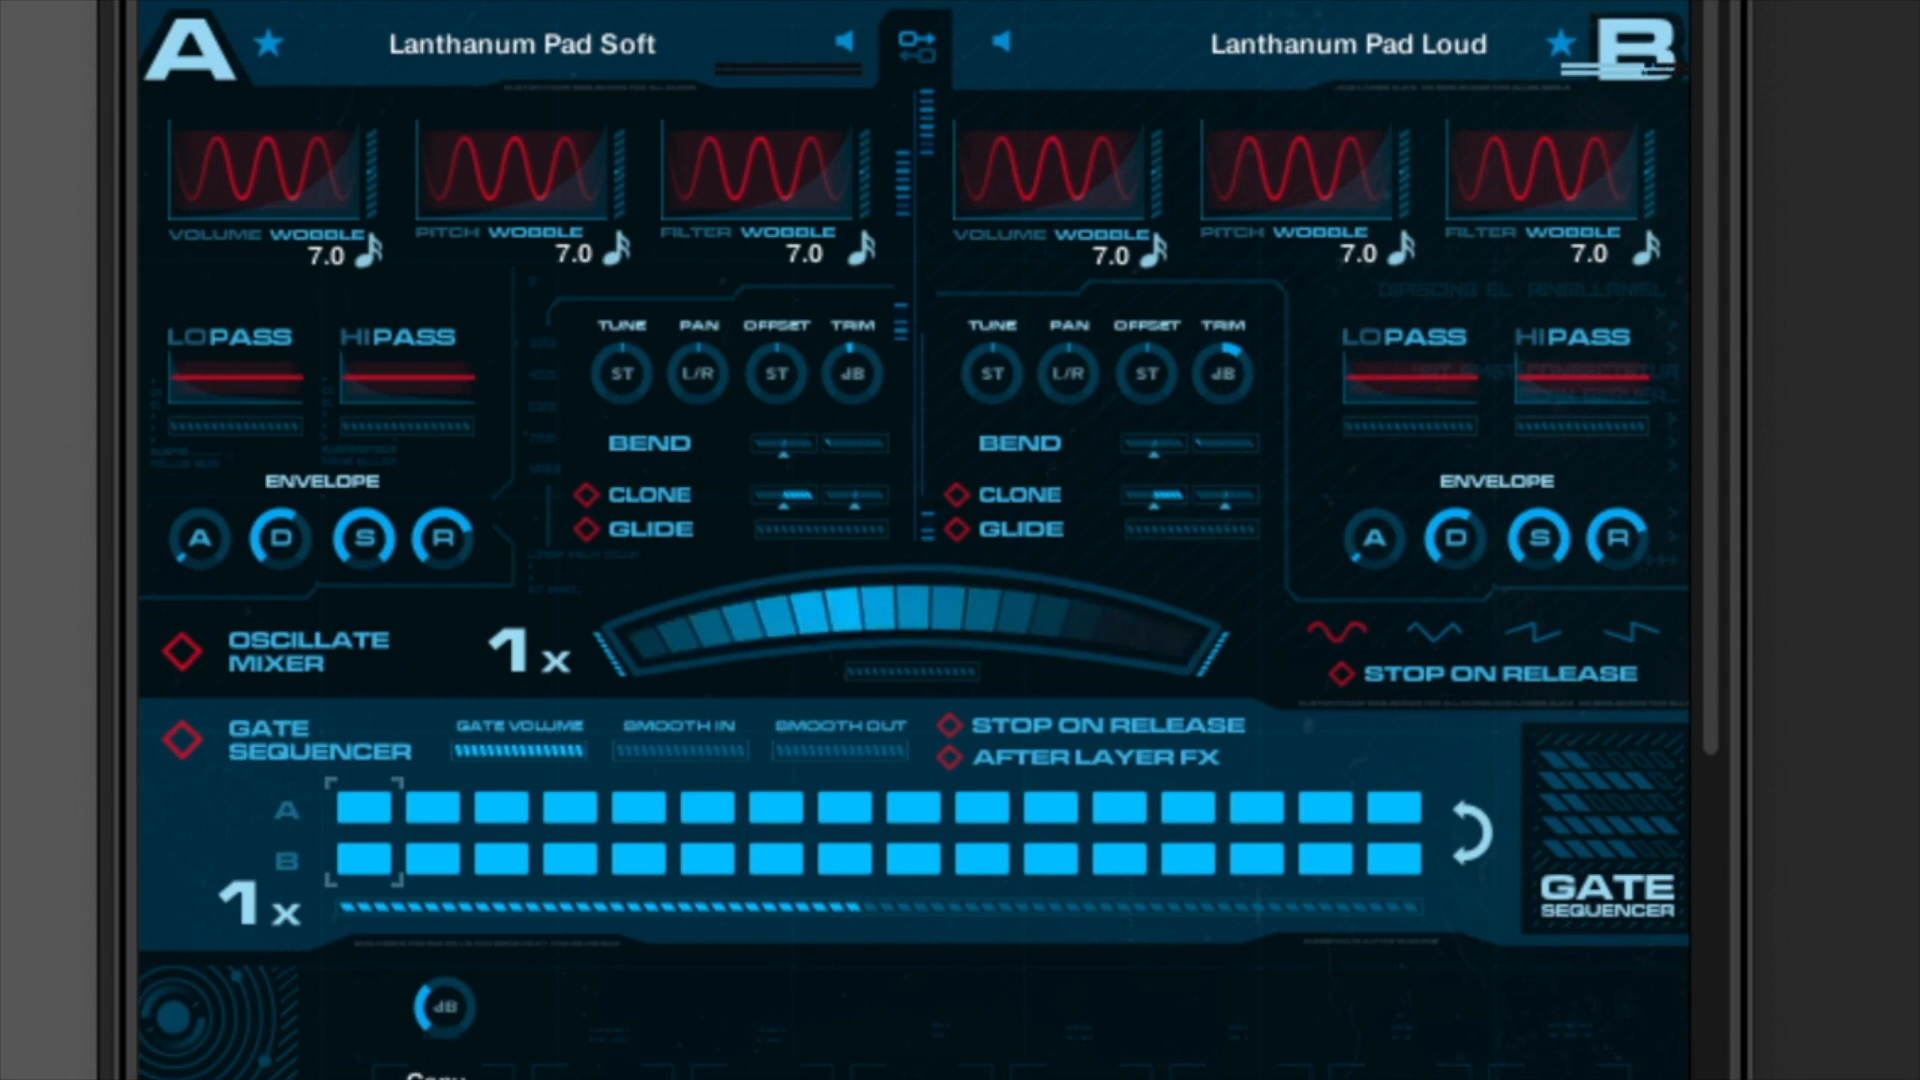 A Lanthanum Pad Soft Lanthanum Pad Loud B
VOLUME WOBBLE PITCH WOBBLE FILTER WOBBLE VOLUME WOBBLE PITCH WOBBLE FILTER WOBBLE
7.0 7.0 7.0 7.0 7.0 7.0
TUNE PAN OFFSET TRIM TUNE PAN OFFSET TRIM
LOPASS HIPASS LOPASS HIPASS
ST L/R ST dB ST L/R ST dB
BEND BEND
ENVELOPE ENVELOPE
CLONE CLONE
GLIDE GLIDE
A D S R A D S R
OSCILLATE
MIXER
1x
STOP ON RELEASE
GATE
SEQUENCER
GATE VOLUME SMOOTH IN SMOOTH OUT
STOP ON RELEASE
AFTER LAYER FX
A
B
1x
GATE
SEQUENCER
dB